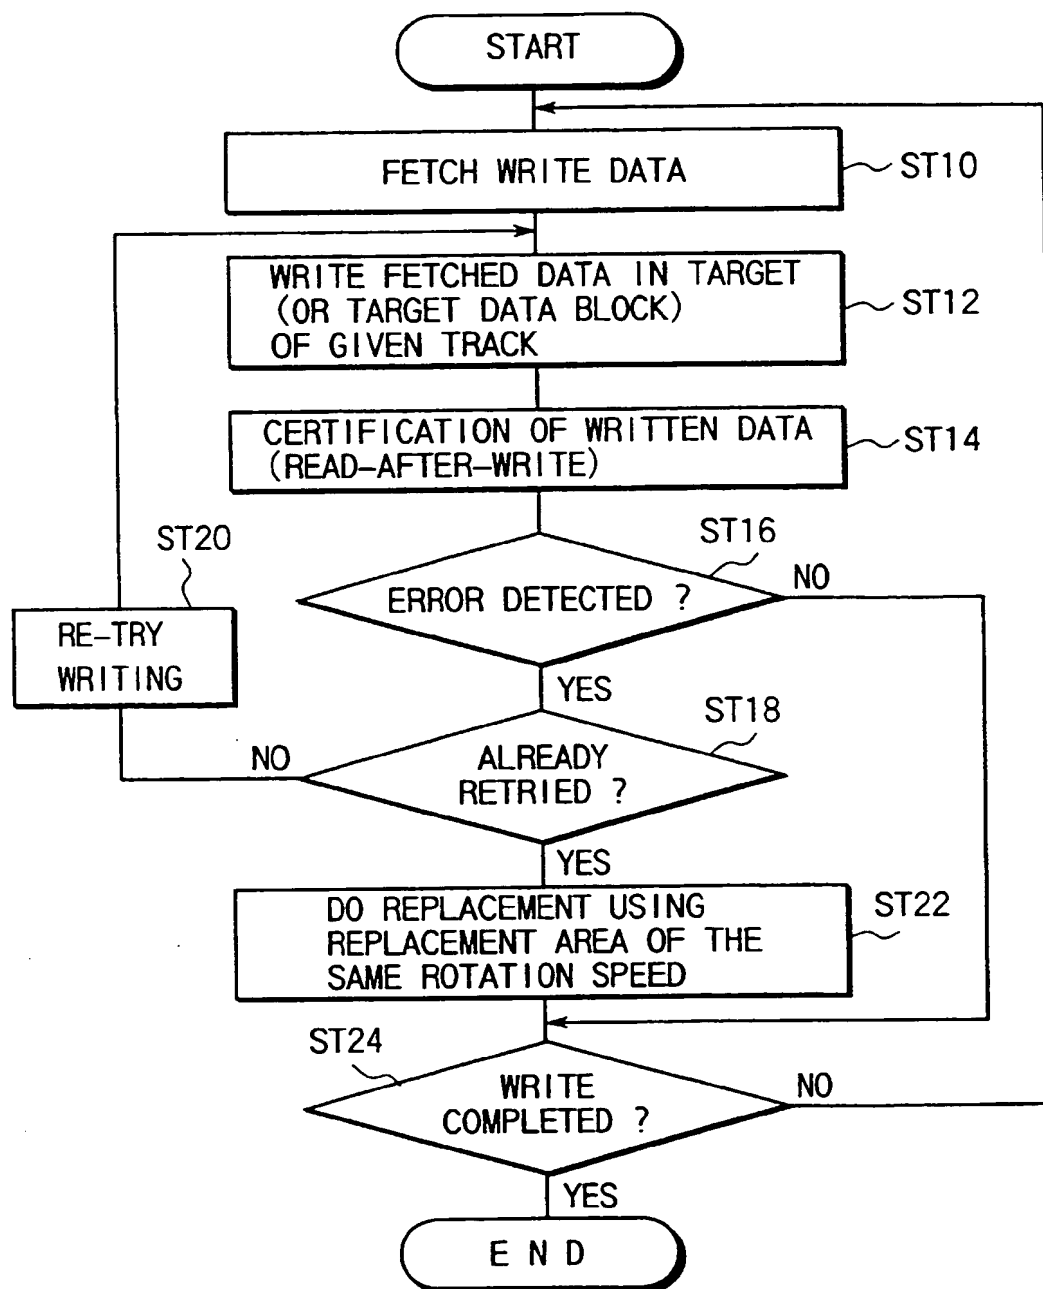 START
FETCH WRITE DATA
ST10
WRITE FETCHED DATA IN TARGET
(OR TARGET DATA BLOCK)
OF GIVEN TRACK
ST12
CERTIFICATION OF WRITTEN DATA
(READ-AFTER-WRITE)
ST14
ST20
RE-TRY
WRITING
ST16
ERROR DETECTED ?
NO
YES
ST18
NO
ALREADY
RETRIED ?
YES
DO REPLACEMENT USING
REPLACEMENT AREA OF THE
SAME ROTATION SPEED
ST22
ST24
WRITE
COMPLETED ?
NO
YES
END